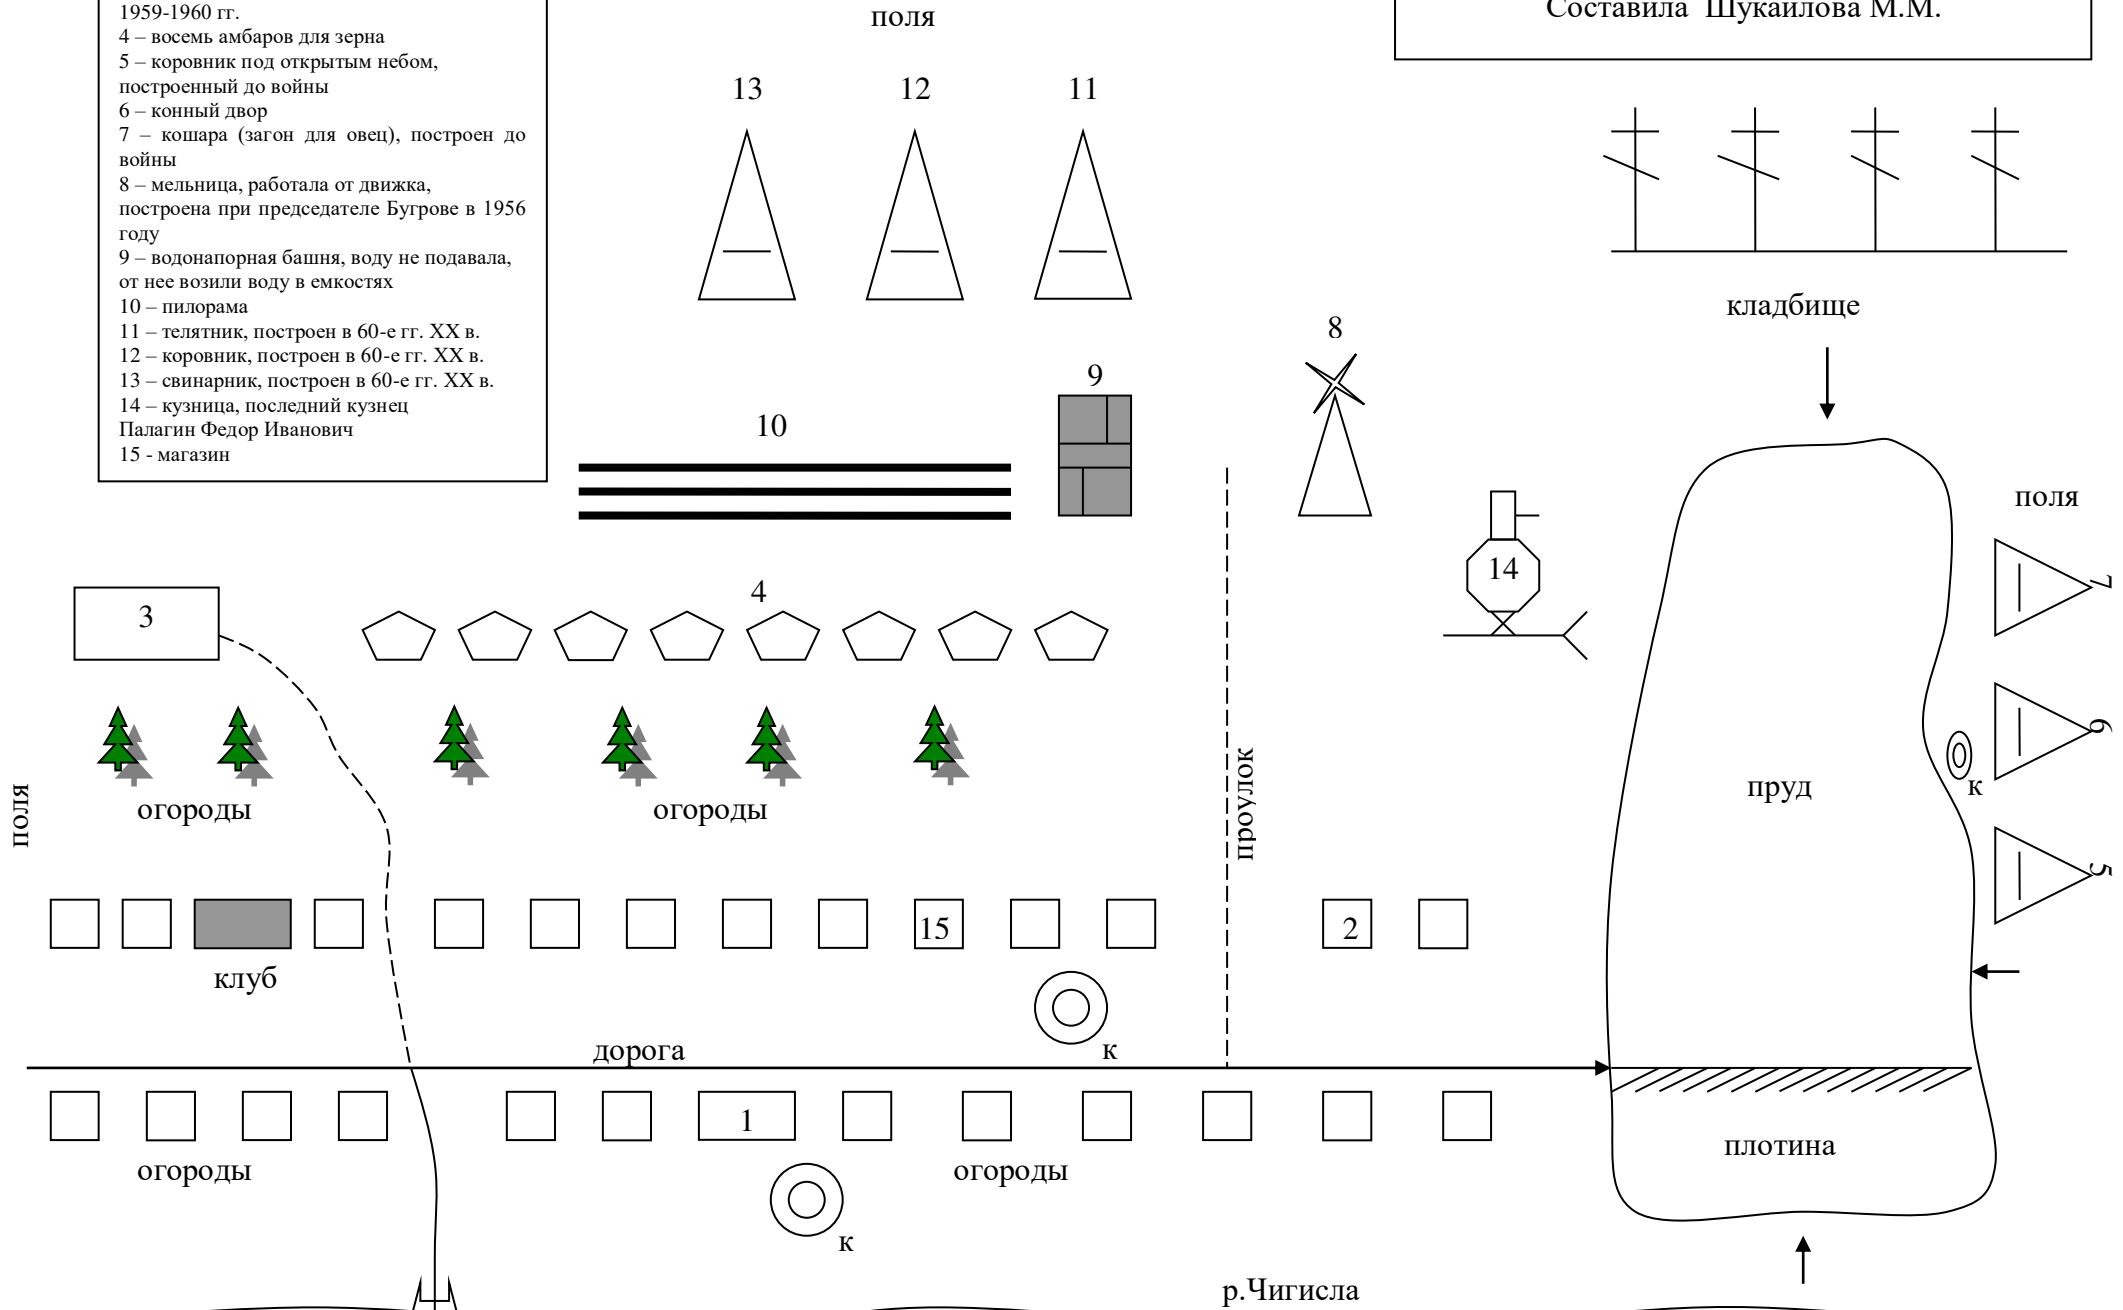 1959-1960 гг.
4 – восемь амбаров для зерна
5 – коровник под открытым небом,
построенный до войны
6 – конный двор
7 – кошара (загон для овец), построен до
войны
8 – мельница, работала от движка,
построена при председателе Бугрове в 1956
году
9 – водонапорная башня, воду не подавала,
от нее возили воду в емкостях
10 – пилорама
11 – телятник, построен в 60-е гг. XX в.
12 – коровник, построен в 60-е гг. XX в.
13 – свинарник, построен в 60-е гг. XX в.
14 – кузница, последний кузнец
Палагин Федор Иванович
15 - магазин
поля
Составила Шукаилова М.М.
13
12
11
кладбище
8
9
10
поля
14
7
3
4
6
к
пруд
огороды
огороды
поля
проулок
5
15
2
клуб
к
дорога
1
плотина
огороды
огороды
к
р.Чигисла